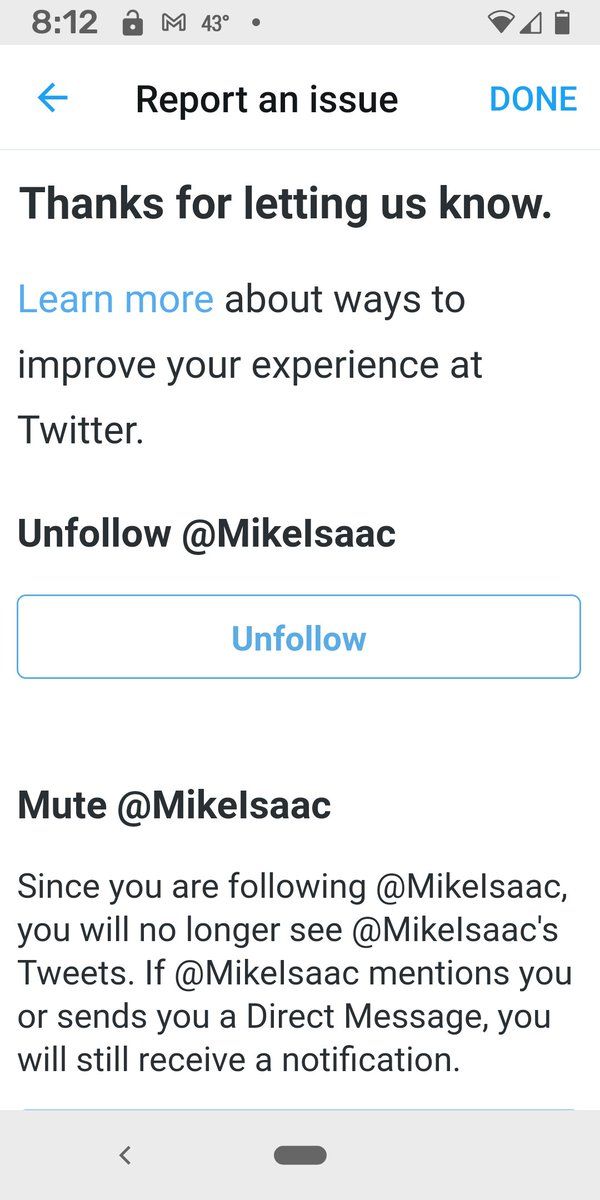 8:12 43°
Report an issue DONE
Thanks for letting us know.
Learn more about ways to
improve your experience at
Twitter.
Unfollow @MikeIsaac
Unfollow
Mute @MikeIsaac
Since you are following @MikeIsaac,
you will no longer see @MikeIsaac's
Tweets. If @MikeIsaac mentions you
or sends you a Direct Message, you
will still receive a notification.